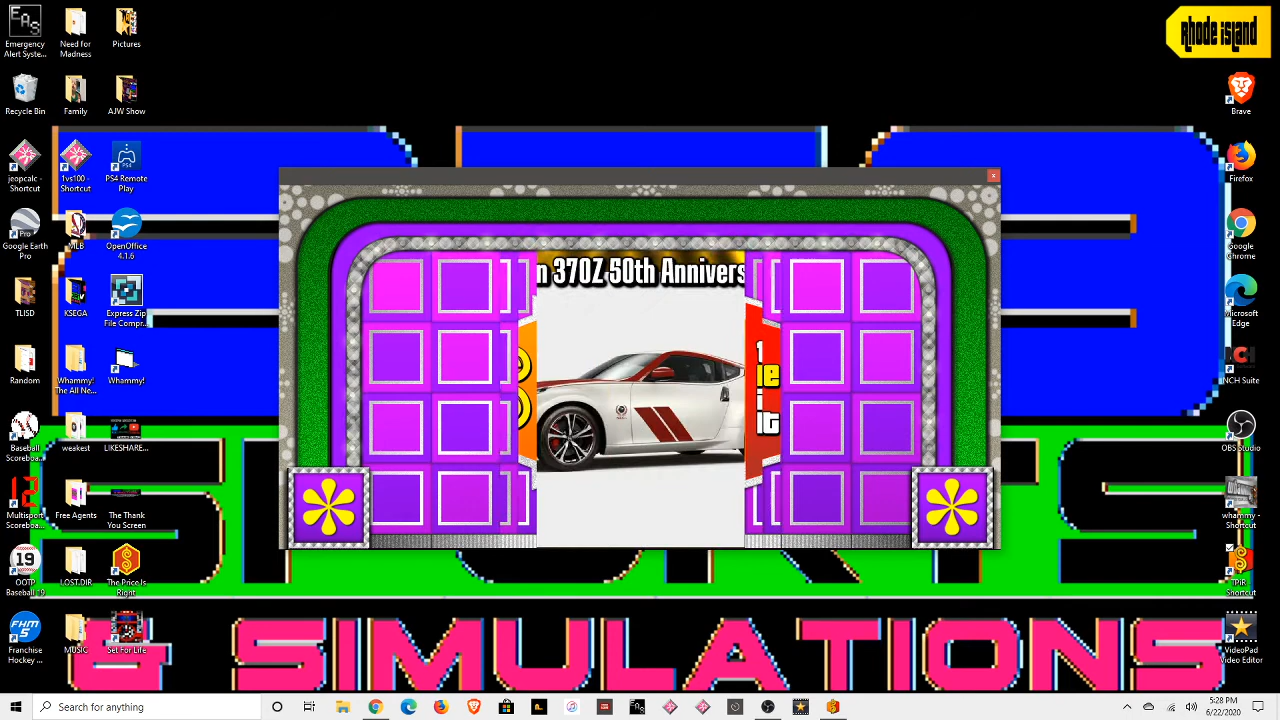 Emergency
Alert Syste...
Need for
Madness
Pictures
Rhode Island
Recycle Bin
Family
AJW Show
Brave
jeopcalc -
Shortcut
1vs100 -
Shortcut
PS4 Remote
Play
Firefox
Google Earth
Pro
MLB
OpenOffice
4.1.6
Google
Chrome
TLISD
KSEGA
Express Zip
File Compr...
Microsoft
Edge
n 370Z 50th Annivers
Random
Whammy!
The All Ne...
Whammy!
NCH Suite
Baseball
Scoreboa...
weakest
LIKESHARE...
OBS Studio
Multisport
Scoreboa...
Free Agents
The Thank
You Screen
whammy -
Shortcut
OOTP
Baseball 19
LOST.DIR
The Price Is
Right
TPiR -
Shortcut
Franchise
Hockey ...
MUSIC
Set For Life
VideoPad
Video Editor
& SIMULATIONS
Search for anything
5:28 PM
6/22/2020